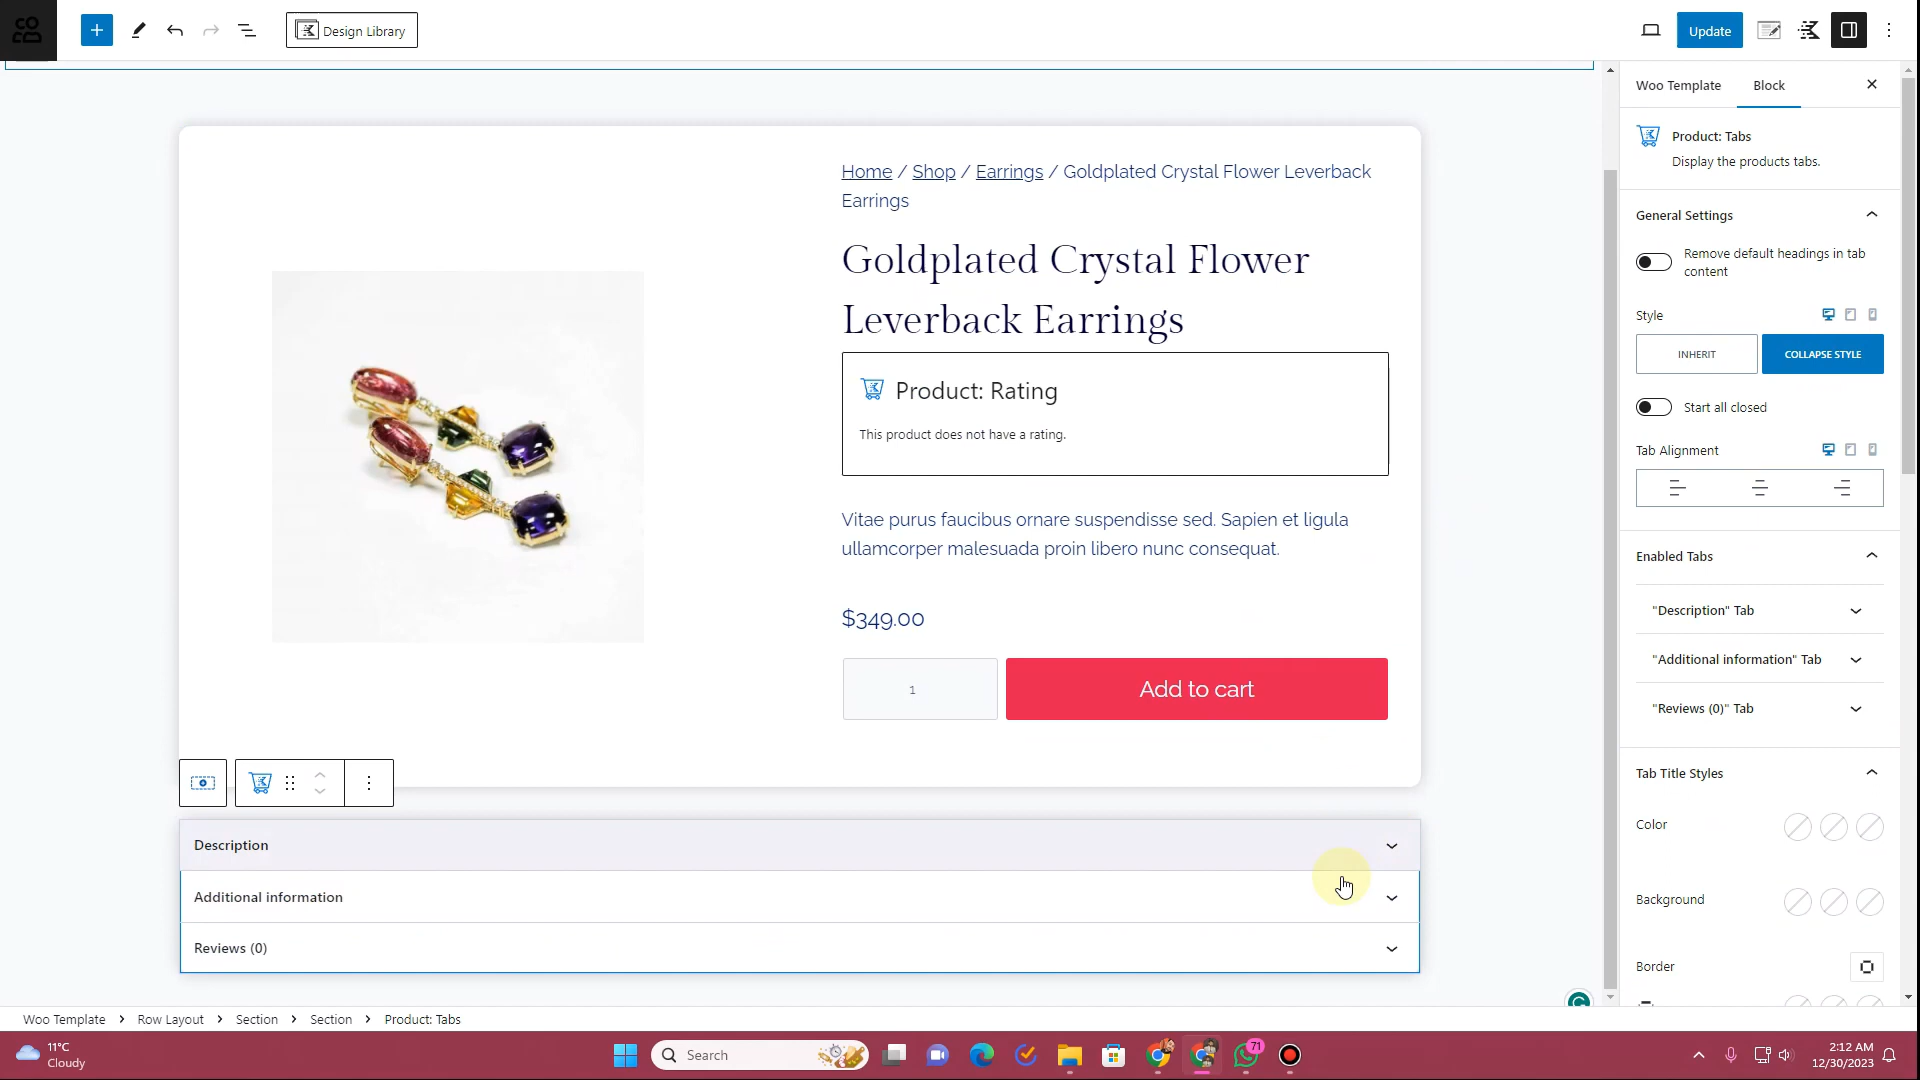 Design Library
Update
Woo Template
Block
Product: Tabs
Display the products tabs.
General Settings
Remove default headings in tab
content
Style
INHERIT
COLLAPSE STYLE
Start all closed
Tab Alignment
Enabled Tabs
"Description" Tab
"Additional information" Tab
"Reviews (0)" Tab
Tab Title Styles
Color
Background
Border
Home / Shop / Earrings / Goldplated Crystal Flower Leverback
Earrings
Goldplated Crystal Flower
Leverback Earrings
Product: Rating
This product does not have a rating.
Vitae purus faucibus ornare suspendisse sed. Sapien et ligula
ullamcorper malesuada proin libero nunc consequat.
$349.00
1
Add to cart
Description
Additional information
Reviews (0)
Woo Template > Row Layout > Section > Section > Product: Tabs
11°C
Cloudy
Search
71
2:12 AM
12/30/2023